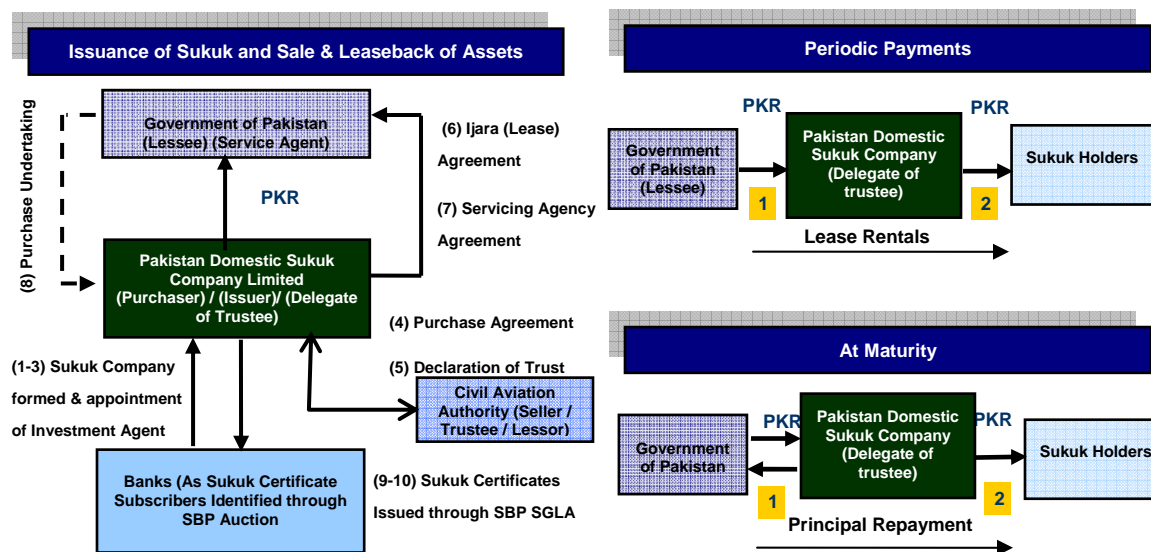 Issuance of Sukuk and Sale & Leaseback of Assets
(8) Purchase Undertaking
Government of Pakistan
(Lessee) (Service Agent)
PKR
(6) Ijara (Lease)
Agreement
(7) Servicing Agency
Agreement
Pakistan Domestic Sukuk
Company Limited
(Purchaser) / (Issuer)/ (Delegate
of Trustee)
(4) Purchase Agreement
(5) Declaration of Trust
(1-3) Sukuk Company
formed & appointment
of Investment Agent
Civil Aviation
Authority (Seller /
Trustee / Lessor)
Banks (As Sukuk Certificate
Subscribers Identified through
SBP Auction
(9-10) Sukuk Certificates
Issued through SBP SGLA
Periodic Payments
PKR
PKR
Government
of Pakistan
(Lessee)
Pakistan Domestic
Sukuk Company
(Delegate of
trustee)
Sukuk Holders
1
2
Lease Rentals
At Maturity
PKR
PKR
Government
of Pakistan
Pakistan Domestic
Sukuk Company
(Delegate of
trustee)
Sukuk Holders
1
2
Principal Repayment